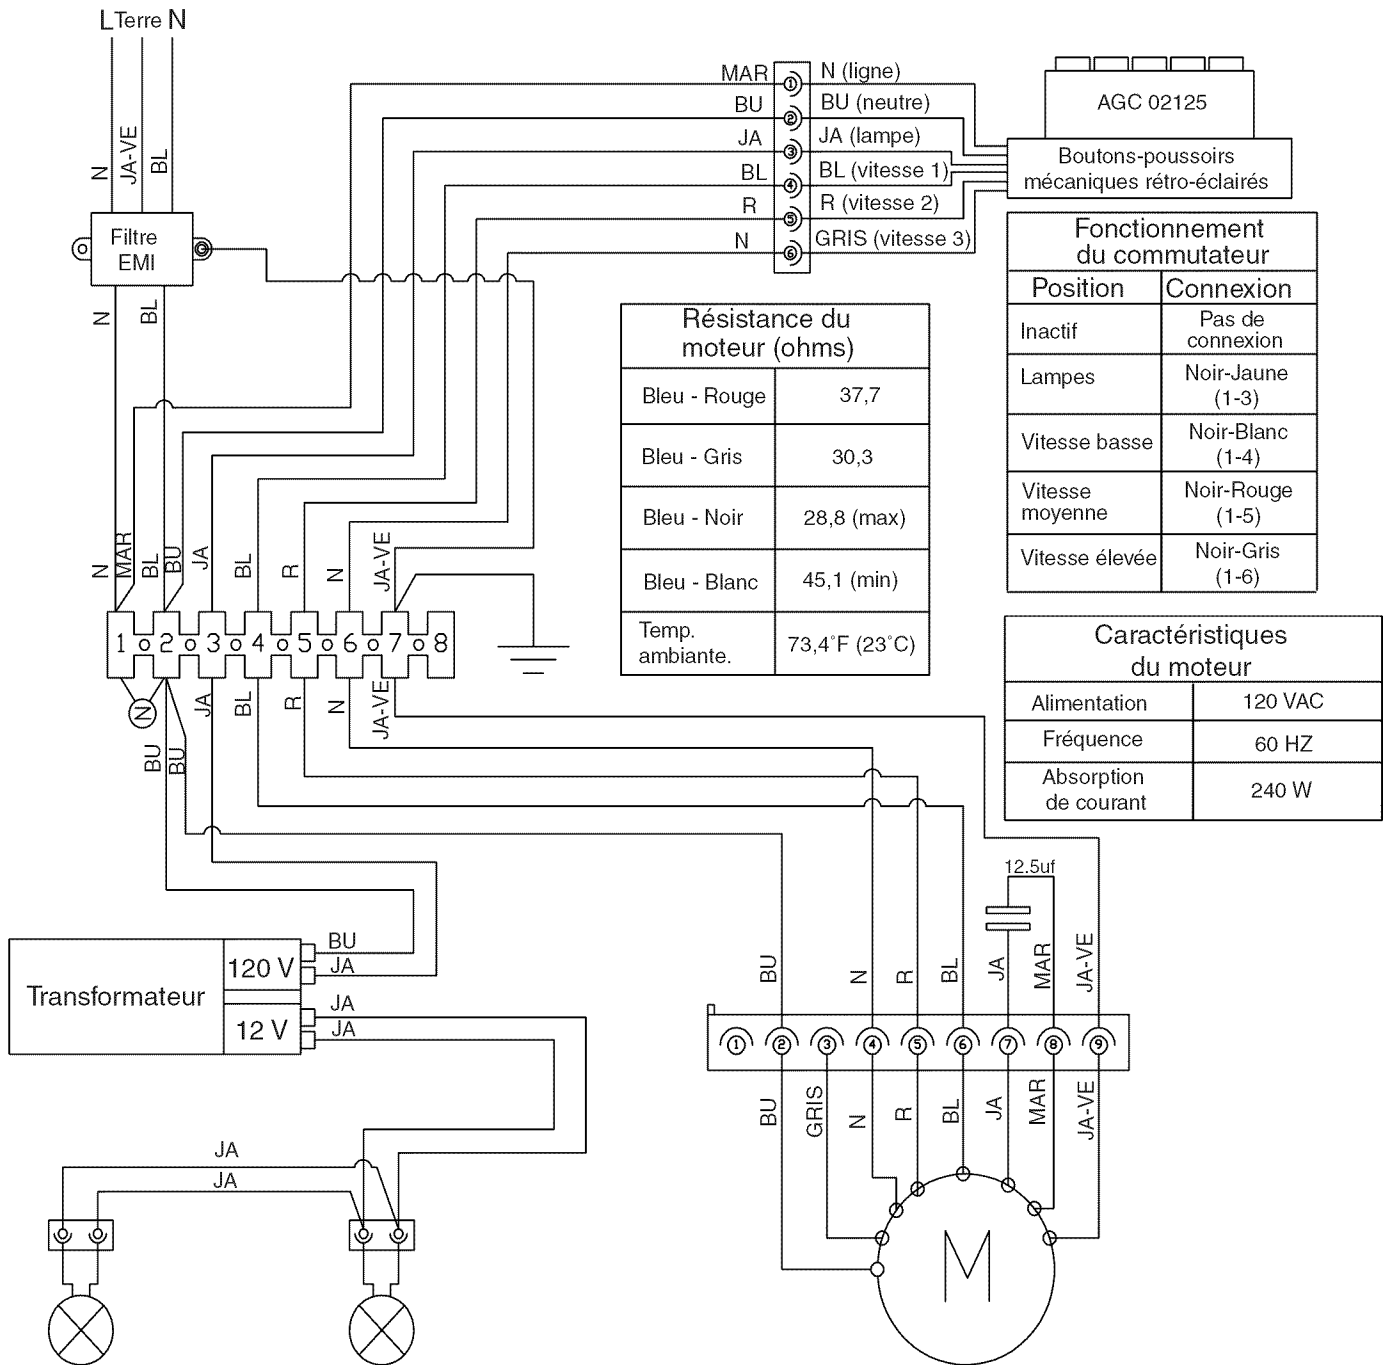 L Terre N
N
JA-VE
BL
Filtre
EMI
N
BL
MAR
BU
JA
BL
R
N
1
2
3
4
5
6
N (ligne)
BU (neutre)
JA (lampe)
BL (vitesse 1)
R (vitesse 2)
GRIS (vitesse 3)
AGC 02125
Boutons-poussoirs
mécaniques rétro-éclairés
Fonctionnement
du commutateur
Position Connexion
Inactif
Pas de
connexion
Lampes
Noir-Jaune
(1-3)
Vitesse basse
Noir-Blanc
(1-4)
Vitesse
moyenne
Noir-Rouge
(1-5)
Vitesse élevée
Noir-Gris
(1-6)
Résistance du
moteur (ohms)
Bleu - Rouge 37,7
Bleu - Gris 30,3
Bleu - Noir 28,8 (max)
Bleu - Blanc 45,1 (min)
Temp.
ambiante.
73,4°F (23°C)
Caractéristiques
du moteur
Alimentation 120 VAC
Fréquence 60 HZ
Absorption
de courant
240 W
N
MAR
BL
BU
JA
BL
R
N
JA-VE
1 2 3 4 5 6 7 8
N
BU
BU
JA
BL
R
N
JA-VE
12.5uf
Transformateur
120 V
12 V
BU
JA
JA
JA
BU
N
R
BL
JA
MAR
JA-VE
1 2 3 4 5 6 7 8 9
BU
GRIS
N
R
BL
JA
MAR
JA-VE
JA
JA
M